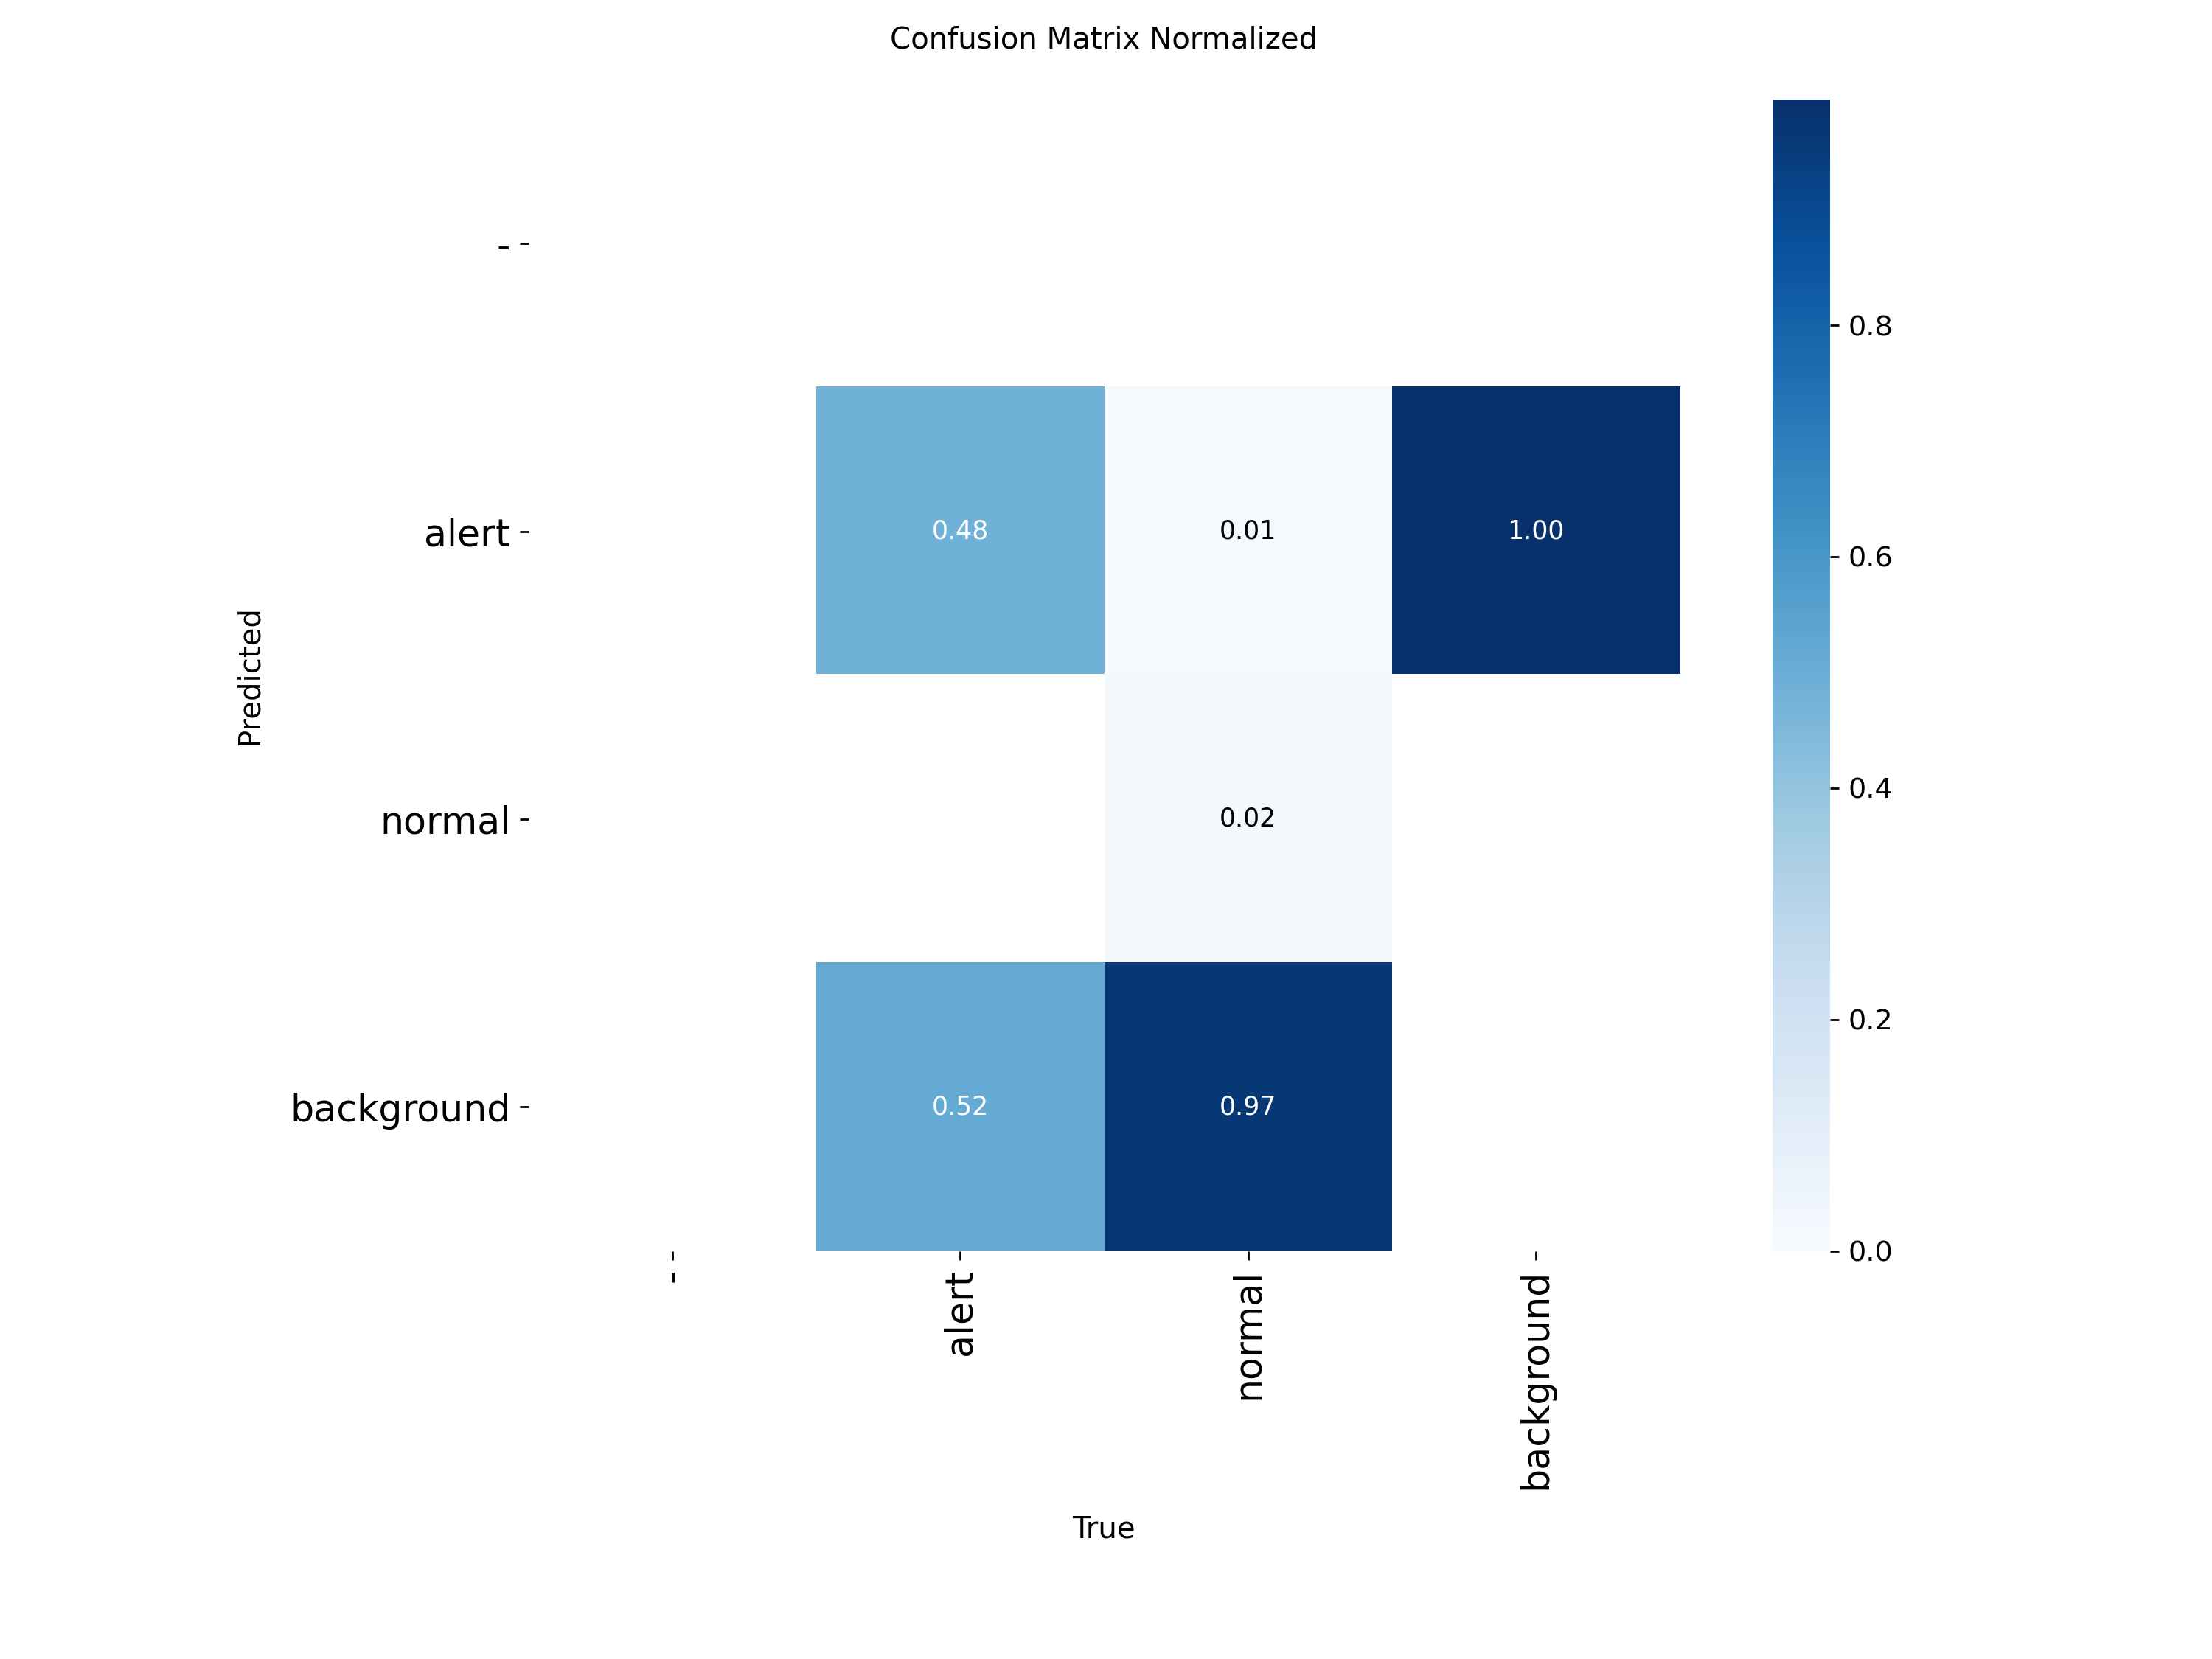 Confusion Matrix Normalized
-
alert
0.48
0.01
1.00
normal
0.02
background
0.52
0.97
Predicted
-
alert
normal
background
True
0.8
0.6
0.4
0.2
0.0